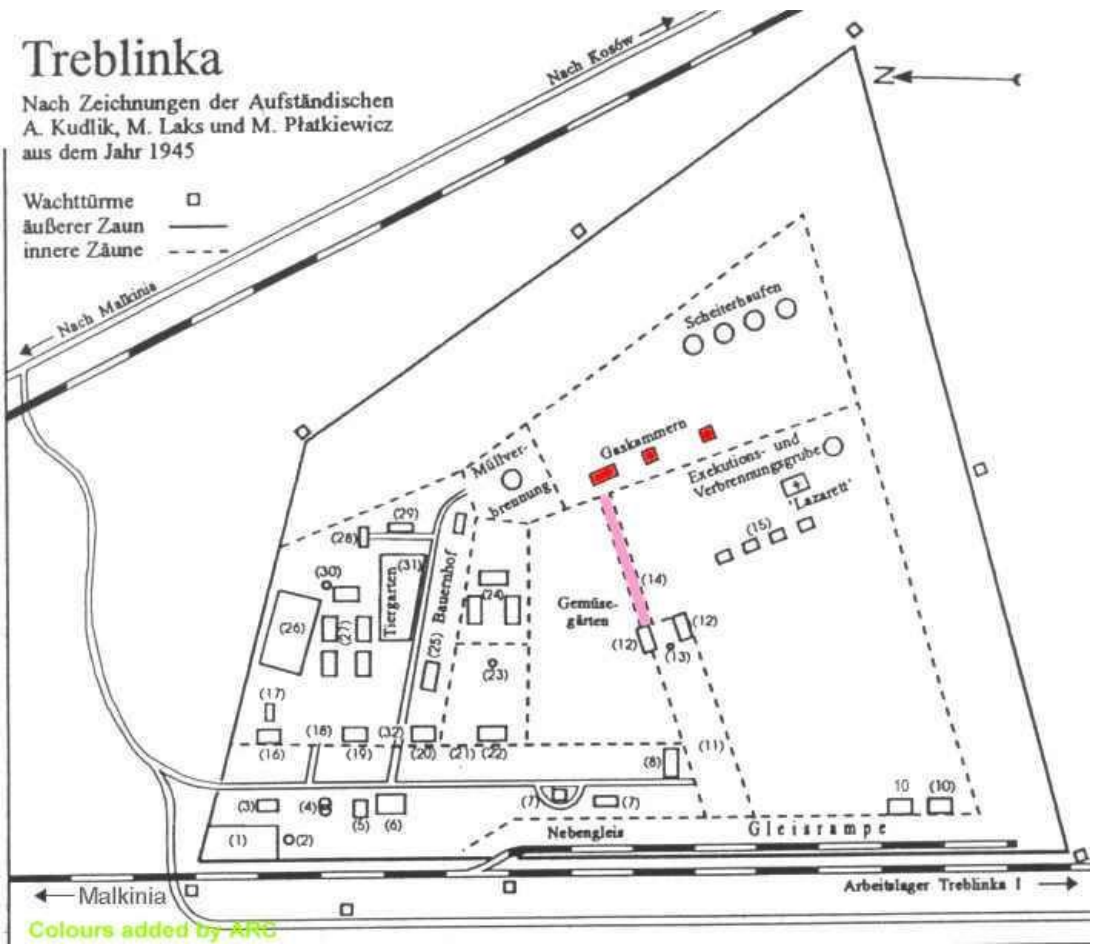 Treblinka
Nach Zeichnungen der Aufständischen
A. Kudlik, M. Laks und M. Płatkiewicz
aus dem Jahr 1945
Wachttürme
äußerer Zaun
innere Zäune
Nach Kosów
N
Nach Malkinia
Scheiterhaufen
Gaskammern
Exekutions- und
Verbrennungsgrube
'Lazarett'
Müllver-
brennung
(29)
(28)
(15)
(30)
Tiergarten
(31)
Bauernhof
(24)
(14)
Gemüse-
gärten
(26)
(27)
(25)
(12)
(12)
(13)
(23)
(17)
(18)
(32)
(16)
(19)
(20)
(21)
(22)
(8)
(11)
(3)
(4)
(5)
(6)
(7)
(7)
10
(10)
(1)
(2)
Nebengleis
Gleisrampe
Malkinia
Arbeitslager Treblinka I
Colours added by ARC